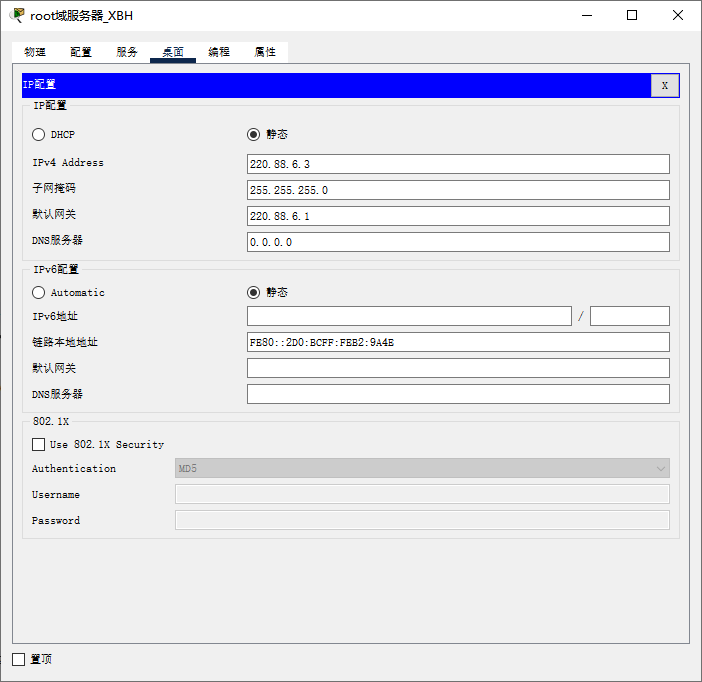 root域服务器_XBH
物理 配置 服务 桌面 编程 属性
IP配置 X
IP配置
DHCP 静态
IPv4 Address 220.88.6.3
子网掩码 255.255.255.0
默认网关 220.88.6.1
DNS服务器 0.0.0.0
IPv6配置
Automatic 静态
IPv6地址 /
链路本地地址 FE80::2D0:BCFF:FEB2:9A4E
默认网关
DNS服务器
802.1X
Use 802.1X Security
Authentication MD5
Username
Password
置顶